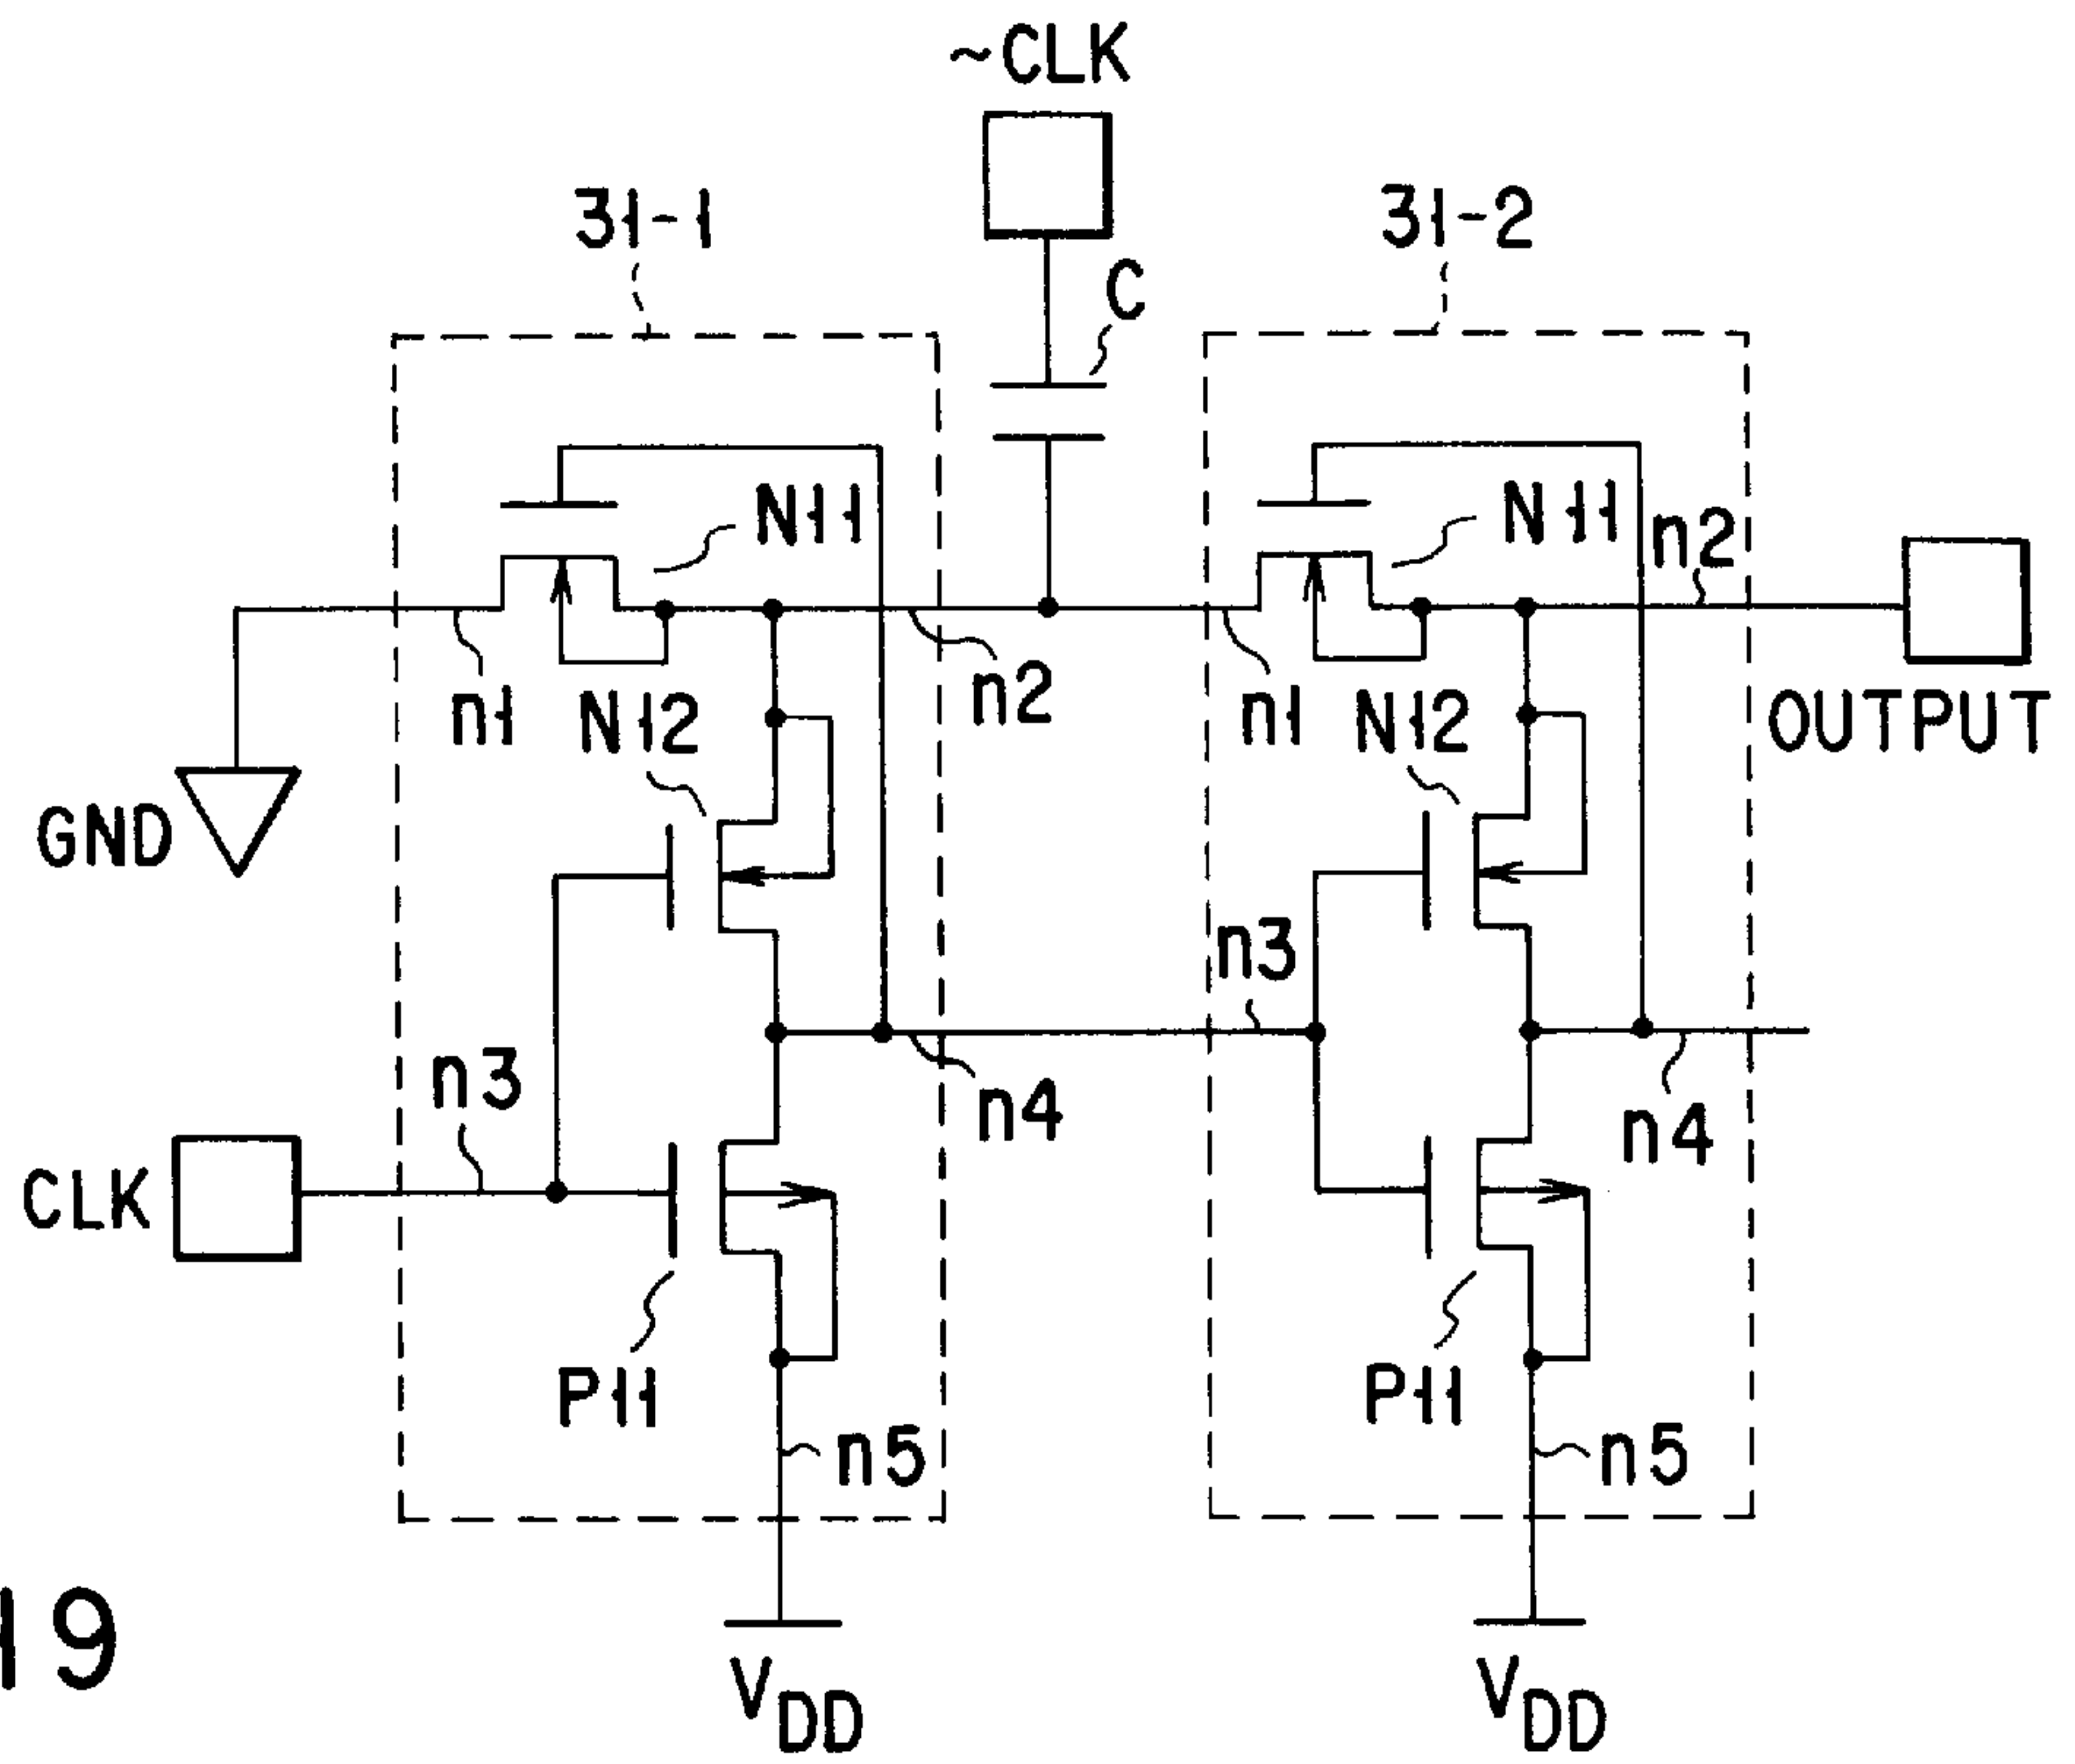 ~CLK
31-1
31-2
C
N11
N11
n2
n1
N12
n2
n1
N12
OUTPUT
GND
n3
n3
n4
n4
CLK
P11
P11
n5
n5
VDD
VDD
19